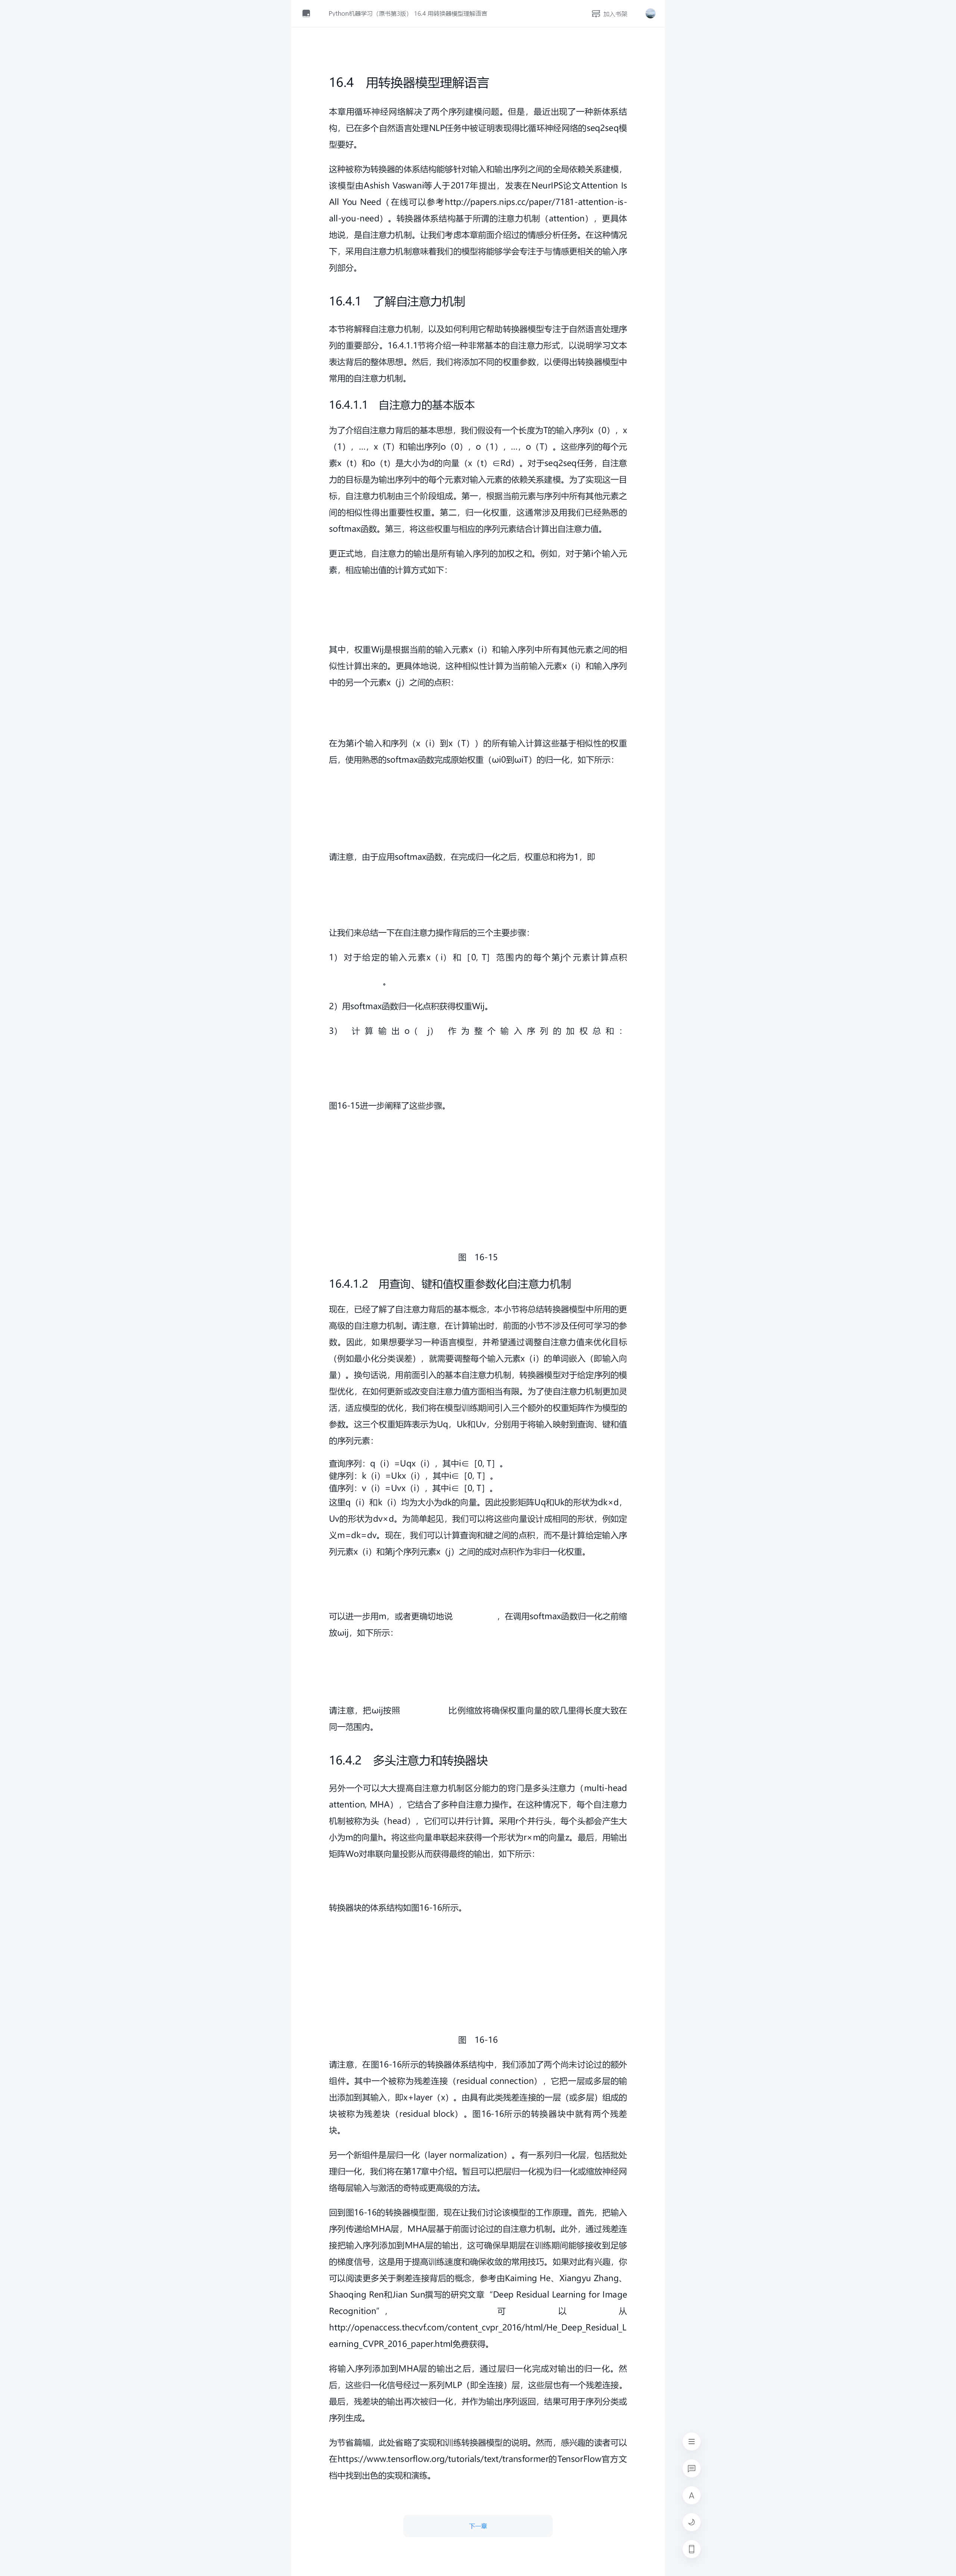 Python机器学习（原书第3版） 16.4 用转换器模型理解语言
加入书架
16.4 用转换器模型理解语言
本章用循环神经网络解决了两个序列建模问题。但是，最近出现了一种新体系结
构，已在多个自然语言处理NLP任务中被证明表现得比循环神经网络的seq2seq模
型要好。
这种被称为转换器的体系结构能够针对输入和输出序列之间的全局依赖关系建模，
该模型由Ashish Vaswani等人于2017年提出，发表在NeurIPS论文Attention Is
All You Need（在线可以参考http://papers.nips.cc/paper/7181-attention-is-
all-you-need）。转换器体系结构基于所谓的注意力机制（attention），更具体
地说，是自注意力机制。让我们考虑本章前面介绍过的情感分析任务。在这种情况
下，采用自注意力机制意味着我们的模型将能够学会专注于与情感更相关的输入序
列部分。
16.4.1 了解自注意力机制
本节将解释自注意力机制，以及如何利用它帮助转换器模型专注于自然语言处理序
列的重要部分。16.4.1.1节将介绍一种非常基本的自注意力形式，以说明学习文本
表达背后的整体思想。然后，我们将添加不同的权重参数，以便得出转换器模型中
常用的自注意力机制。
16.4.1.1 自注意力的基本版本
为了介绍自注意力背后的基本思想，我们假设有一个长度为T的输入序列x（0），x
（1），…，x（T）和输出序列o（0），o（1），…，o（T）。这些序列的每个元
素x（t）和o（t）是大小为d的向量（x（t）∈Rd）。对于seq2seq任务，自注意
力的目标是为输出序列中的每个元素对输入元素的依赖关系建模。为了实现这一目
标，自注意力机制由三个阶段组成。第一，根据当前元素与序列中所有其他元素之
间的相似性得出重要性权重。第二，归一化权重，这通常涉及用我们已经熟悉的
softmax函数。第三，将这些权重与相应的序列元素结合计算出自注意力值。
更正式地，自注意力的输出是所有输入序列的加权之和。例如，对于第i个输入元
素，相应输出值的计算方式如下：
其中，权重Wij是根据当前的输入元素x（i）和输入序列中所有其他元素之间的相
似性计算出来的。更具体地说，这种相似性计算为当前输入元素x（i）和输入序列
中的另一个元素x（j）之间的点积：
在为第i个输入和序列（x（i）到x（T））的所有输入计算这些基于相似性的权重
后，使用熟悉的softmax函数完成原始权重（ωi0到ωiT）的归一化，如下所示：
请注意，由于应用softmax函数，在完成归一化之后，权重总和将为1，即
让我们来总结一下在自注意力操作背后的三个主要步骤：
1）对于给定的输入元素x（i）和［0, T］范围内的每个第j个元素计算点积
。
2）用softmax函数归一化点积获得权重Wij。
3） 计算输出o（ j） 作为整个输入序列的加权总和：
图16-15进一步阐释了这些步骤。
图 16-15
16.4.1.2 用查询、键和值权重参数化自注意力机制
现在，已经了解了自注意力背后的基本概念，本小节将总结转换器模型中所用的更
高级的自注意力机制。请注意，在计算输出时，前面的小节不涉及任何可学习的参
数。因此，如果想要学习一种语言模型，并希望通过调整自注意力值来优化目标
（例如最小化分类误差），就需要调整每个输入元素x（i）的单词嵌入（即输入向
量）。换句话说，用前面引入的基本自注意力机制，转换器模型对于给定序列的模
型优化，在如何更新或改变自注意力值方面相当有限。为了使自注意力机制更加灵
活，适应模型的优化，我们将在模型训练期间引入三个额外的权重矩阵作为模型的
参数。这三个权重矩阵表示为Uq，Uk和Uv，分别用于将输入映射到查询、键和值
的序列元素：
查询序列：q（i）=Uqx（i），其中i∈［0, T］。
健序列：k（i）=Ukx（i），其中i∈［0, T］。
值序列：v（i）=Uvx（i），其中i∈［0, T］。
这里q（i）和k（i）均为大小为dk的向量。因此投影矩阵Uq和Uk的形状为dk×d，
Uv的形状为dv×d。为简单起见，我们可以将这些向量设计成相同的形状，例如定
义m=dk=dv。现在，我们可以计算查询和键之间的点积，而不是计算给定输入序
列元素x（i）和第j个序列元素x（j）之间的成对点积作为非归一化权重。
可以进一步用m，或者更确切地说 ，在调用softmax函数归一化之前缩
放ωij，如下所示：
请注意，把ωij按照 比例缩放将确保权重向量的欧几里得长度大致在
同一范围内。
16.4.2 多头注意力和转换器块
另外一个可以大大提高自注意力机制区分能力的窍门是多头注意力（multi-head
attention, MHA），它结合了多种自注意力操作。在这种情况下，每个自注意力
机制被称为头（head），它们可以并行计算。采用r个并行头，每个头都会产生大
小为m的向量h。将这些向量串联起来获得一个形状为r×m的向量z。最后，用输出
矩阵Wo对串联向量投影从而获得最终的输出，如下所示：
转换器块的体系结构如图16-16所示。
图 16-16
请注意，在图16-16所示的转换器体系结构中，我们添加了两个尚未讨论过的额外
组件。其中一个被称为残差连接（residual connection），它把一层或多层的输
出添加到其输入，即x+layer（x）。由具有此类残差连接的一层（或多层）组成的
块被称为残差块（residual block）。图16-16所示的转换器块中就有两个残差
块。
另一个新组件是层归一化（layer normalization）。有一系列归一化层，包括批处
理归一化，我们将在第17章中介绍。暂且可以把层归一化视为归一化或缩放神经网
络每层输入与激活的奇特或更高级的方法。
回到图16-16的转换器模型图，现在让我们讨论该模型的工作原理。首先，把输入
序列传递给MHA层，MHA层基于前面讨论过的自注意力机制。此外，通过残差连
接把输入序列添加到MHA层的输出，这可确保早期层在训练期间能够接收到足够
的梯度信号，这是用于提高训练速度和确保收敛的常用技巧。如果对此有兴趣，你
可以阅读更多关于剩差连接背后的概念，参考由Kaiming He、Xiangyu Zhang、
Shaoqing Ren和Jian Sun撰写的研究文章“Deep Residual Learning for Image
Recognition”， 可 以 从
http://openaccess.thecvf.com/content_cvpr_2016/html/He_Deep_Residual_L
earning_CVPR_2016_paper.html免费获得。
将输入序列添加到MHA层的输出之后，通过层归一化完成对输出的归一化。然
后，这些归一化信号经过一系列MLP（即全连接）层，这些层也有一个残差连接。
最后，残差块的输出再次被归一化，并作为输出序列返回，结果可用于序列分类或
序列生成。
为节省篇幅，此处省略了实现和训练转换器模型的说明。然而，感兴趣的读者可以
在https://www.tensorflow.org/tutorials/text/transformer的TensorFlow官方文
档中找到出色的实现和演练。
A
下一章